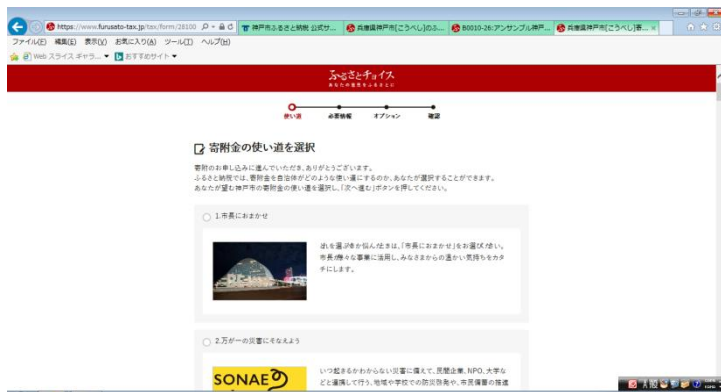 https://www.furusato-tax.jp/tax/form/28100
神戸市ふるさと納税 公式サ...
兵庫県神戸市[こうべし]のふ...
B0010-26:アンサンブル神戸...
兵庫県神戸市[こうべし]寄...
ファイル(F) 編集(E) 表示(V) お気に入り(A) ツール(T) ヘルプ(H)
Web スライス ギャラ... おすすめサイト
ふるさとチョイス
あなたの意思をふるさとに
使い道 必要情報 オプション 確認
寄附金の使い道を選択
寄附のお申し込みに進んでいただき、ありがとうございます。
ふるさと納税では、寄附金を自治体がどのような使い道にするのか、あなたが選択することができます。
あなたが望む神戸市の寄附金の使い道を選択し、「次へ進む」ボタンを押してください。
1.市長におまかせ
を選ぶ か悩んだときは、「市長におまかせ」をお選びください。
市長が様々な事業に活用し、みなさまからの温かい気持ちをカタ
チにします。
2.万が一の災害にそなえよう
SONAE
いつ起きるかわからない災害に備えて、民間企業、NPO、大学な
どと連携して行う、地域や学校での防災啓発や、市民備蓄の推進